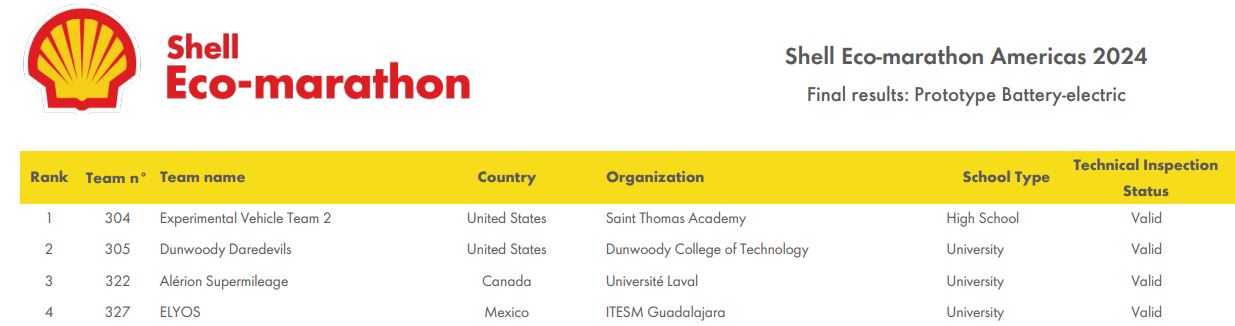 Shell
Eco-marathon
Shell Eco-marathon Americas 2024
Final results: Prototype Battery-electric
Rank Team n° Team name Country Organization School Type Technical Inspection Status
1 304 Experimental Vehicle Team 2 United States Saint Thomas Academy High School Valid
2 305 Dunwoody Daredevils United States Dunwoody College of Technology University Valid
3 322 Alérion Supermileage Canada Université Laval University Valid
4 327 ELYOS Mexico ITESM Guadalajara University Valid